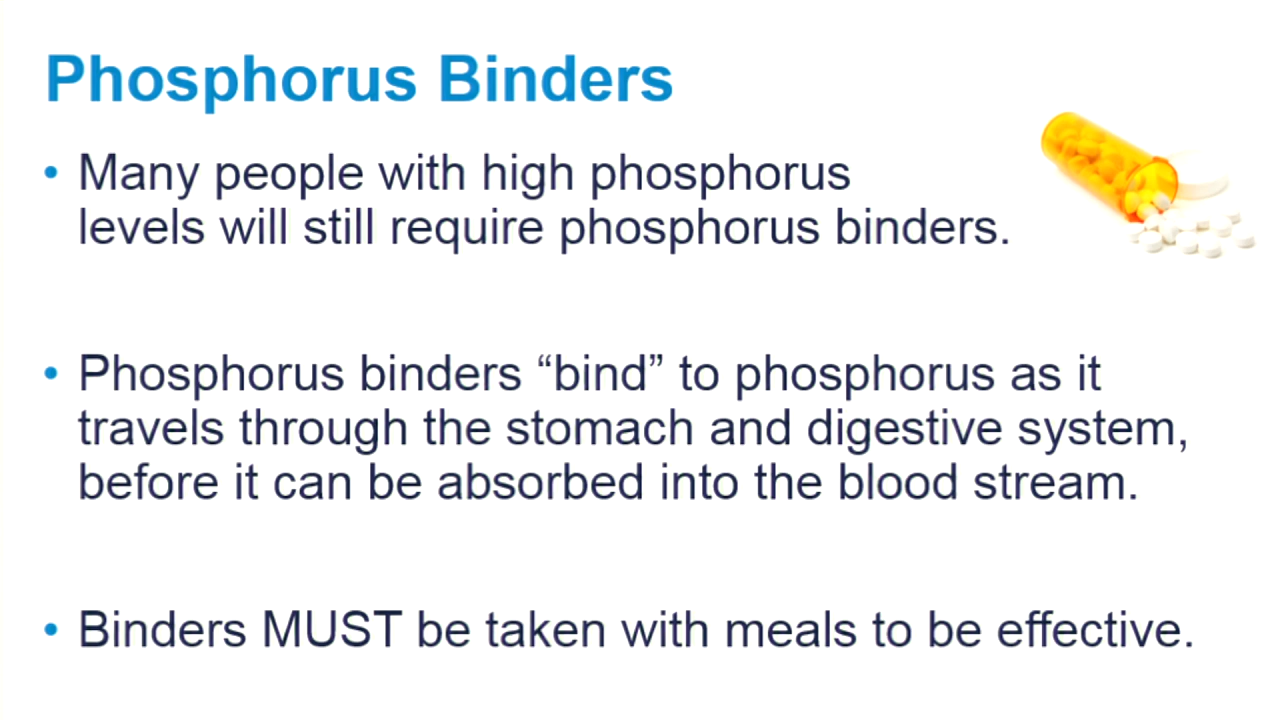 Phosphorus Binders
• Many people with high phosphorus
levels will still require phosphorus binders.
• Phosphorus binders “bind” to phosphorus as it
travels through the stomach and digestive system,
before it can be absorbed into the blood stream.
• Binders MUST be taken with meals to be effective.